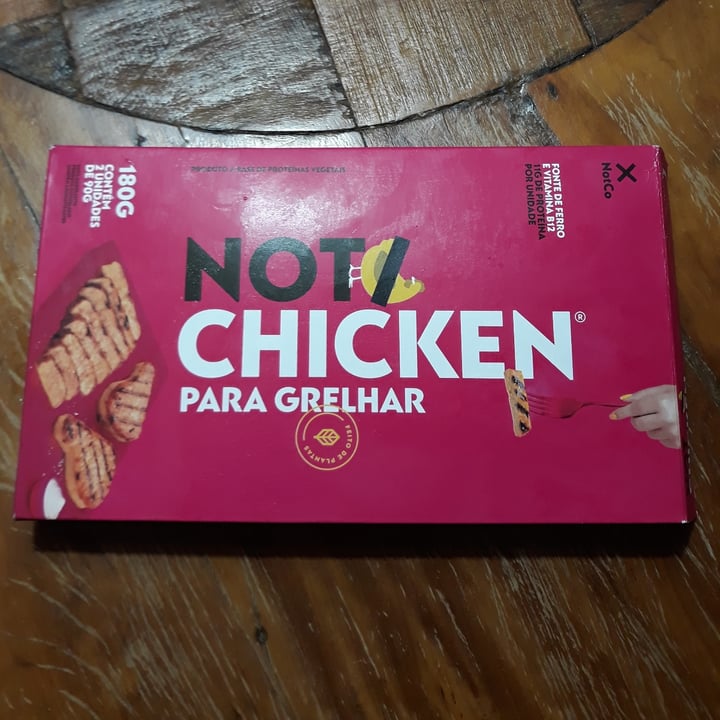 PRODUTO À BASE DE PROTEÍNAS VEGETAIS
180G
CONTÉM
2 UNIDADES
DE 90G
FONTE DE FERRO
E VITAMINA B12
11G DE PROTEÍNA
POR UNIDADE
NotCo
NOT
CHICKEN®
PARA GRELHAR
FEITO DE PLANTAS